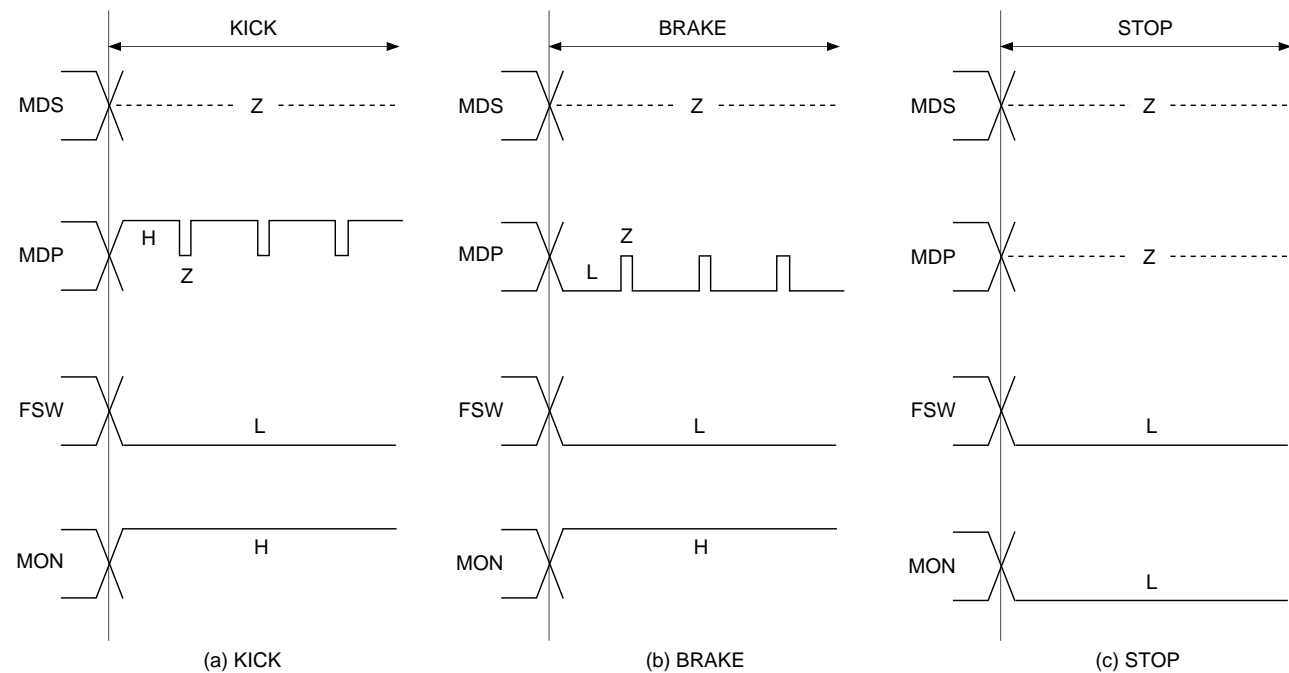 KICK
MDS
Z
MDP
H
Z
FSW
L
MON
H
(a) KICK
BRAKE
MDS
Z
MDP
Z
L
FSW
L
MON
H
(b) BRAKE
STOP
MDS
Z
MDP
Z
FSW
L
MON
L
(c) STOP